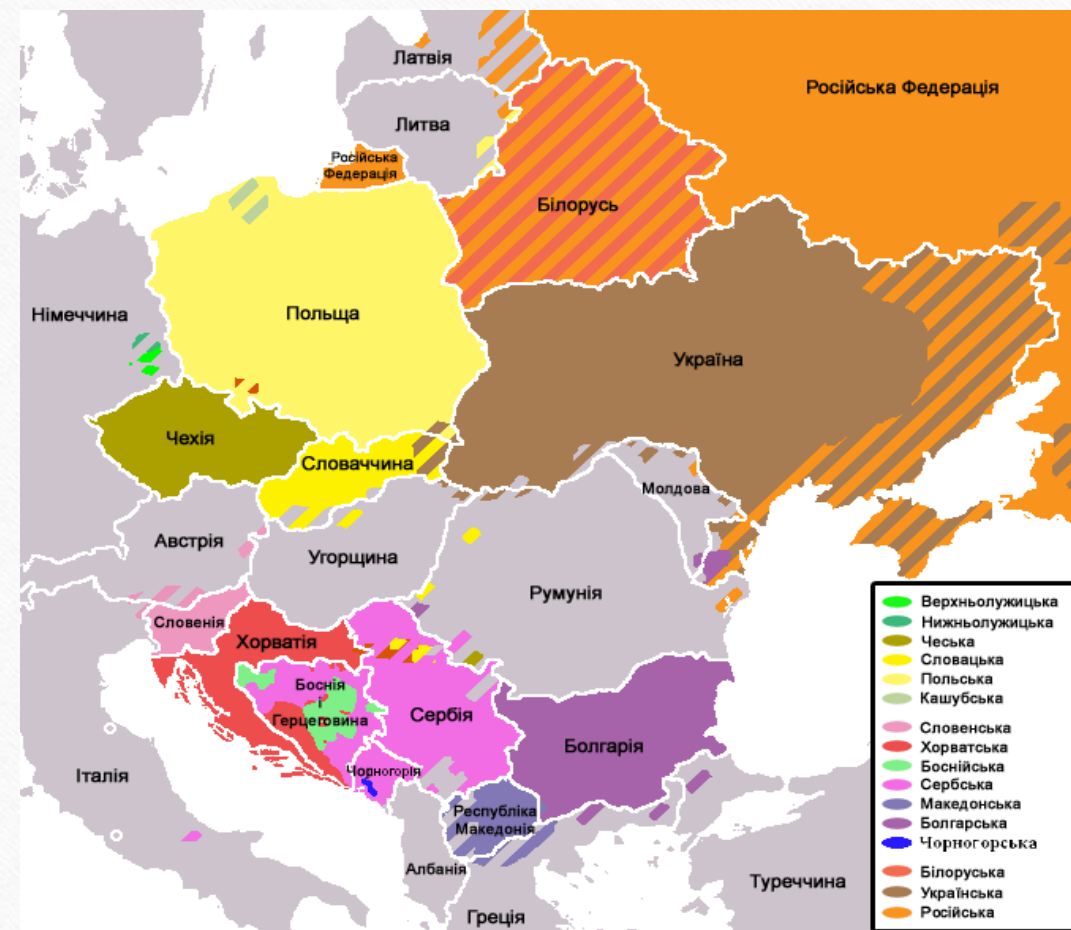 Латвія
Російська Федерація
Литва
Російська
Федерація
Білорусь
Німеччина
Польща
Україна
Чехія
Словаччина
Молдова
Австрія
Угорщина
Румунія
Словенія
Хорватія
Боснія
і
Герцеговина
Сербія
Болгарія
Італія
Чорногорія
Республіка
Македонія
Албанія
Греція
Туреччина
Верхньолужицька
Нижньолужицька
Чеська
Словацька
Польська
Кашубська
Словенська
Хорватська
Боснійська
Сербська
Македонська
Болгарська
Чорногорська
Білоруська
Українська
Російська